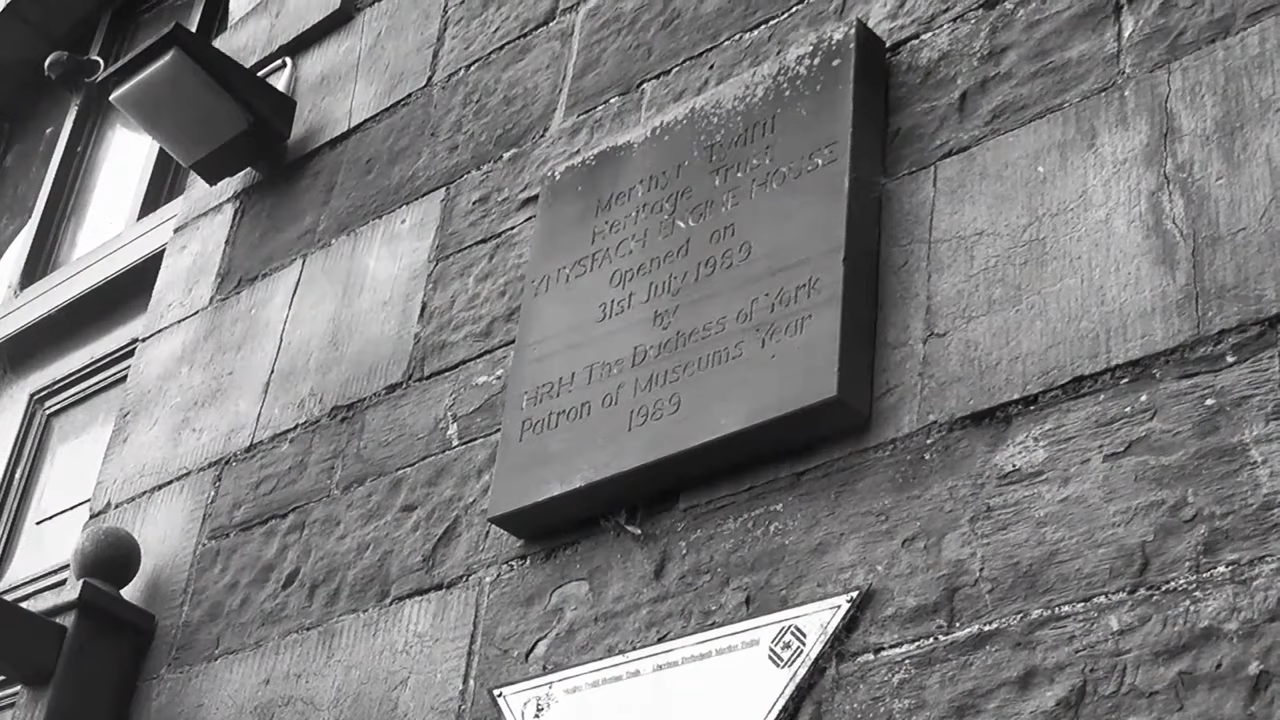 Merthyr Tydfil
Heritage Trust
YNYSFACH ENGINE HOUSE
Opened on
31st July 1989
by
HRH The Duchess of York
Patron of Museums Year
1989